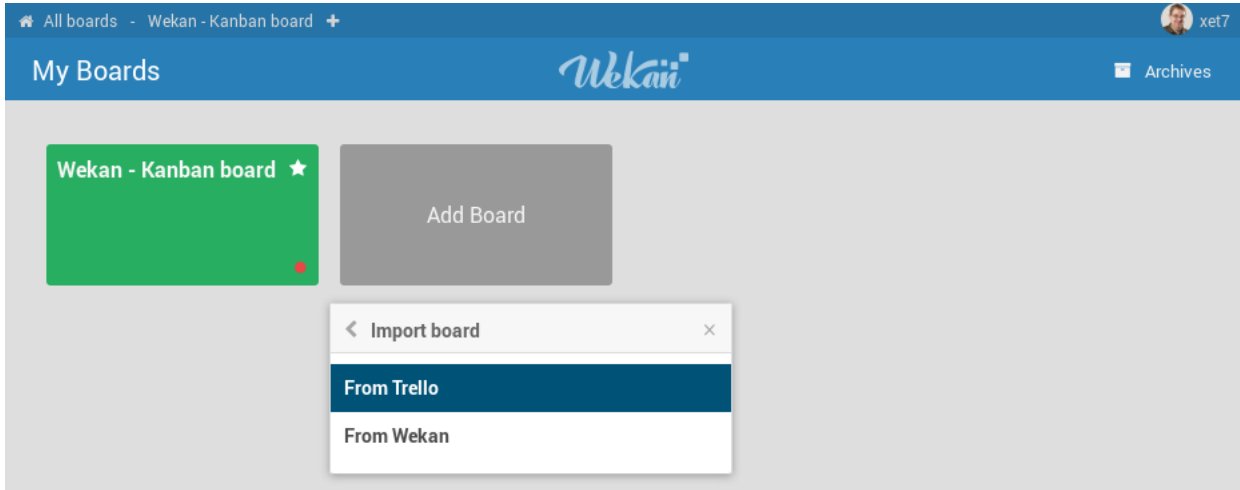 All boards - Wekan - Kanban board
xet7
My Boards
Wekan
Archives
Wekan - Kanban board
Add Board
Import board
From Trello
From Wekan